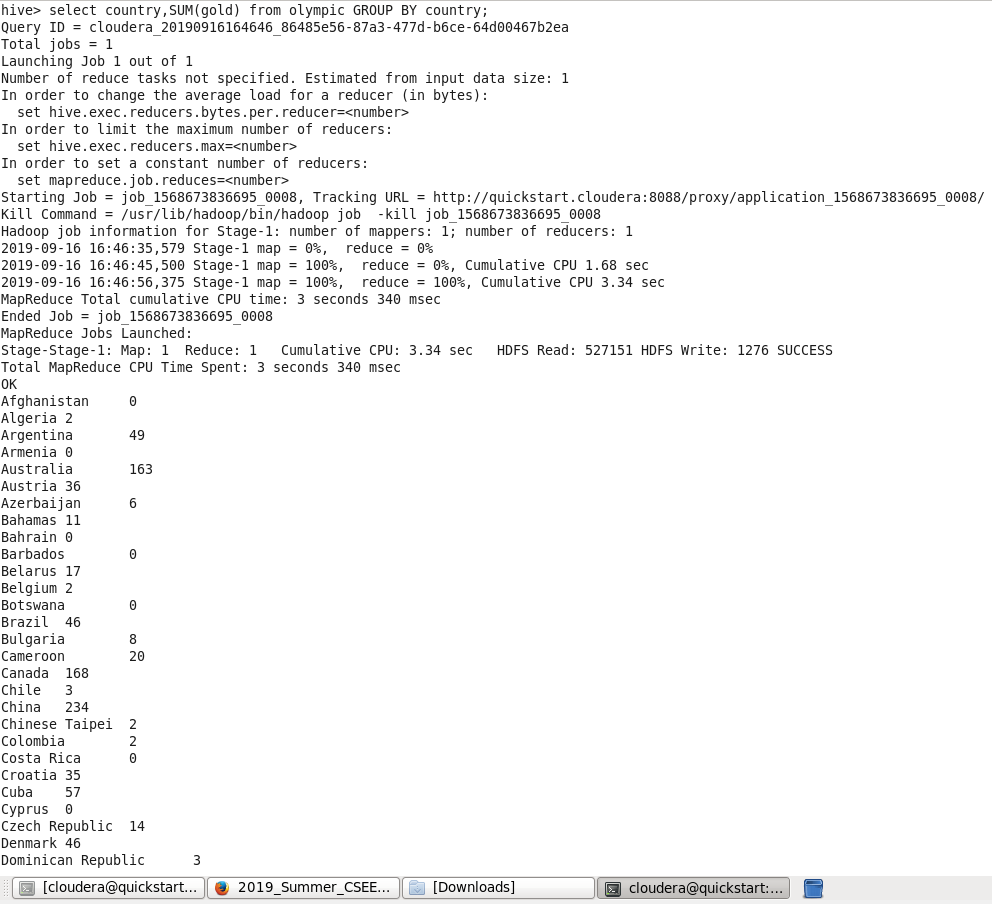 hive> select country,SUM(gold) from olympic GROUP BY country;
Query ID = cloudera_20190916164646_86485e56-87a3-477d-b6ce-64d00467b2ea
Total jobs = 1
Launching Job 1 out of 1
Number of reduce tasks not specified. Estimated from input data size: 1
In order to change the average load for a reducer (in bytes):
  set hive.exec.reducers.bytes.per.reducer=<number>
In order to limit the maximum number of reducers:
  set hive.exec.reducers.max=<number>
In order to set a constant number of reducers:
  set mapreduce.job.reduces=<number>
Starting Job = job_1568673836695_0008, Tracking URL = http://quickstart.cloudera:8088/proxy/application_1568673836695_0008/
Kill Command = /usr/lib/hadoop/bin/hadoop job  -kill job_1568673836695_0008
Hadoop job information for Stage-1: number of mappers: 1; number of reducers: 1
2019-09-16 16:46:35,579 Stage-1 map = 0%,  reduce = 0%
2019-09-16 16:46:45,500 Stage-1 map = 100%,  reduce = 0%, Cumulative CPU 1.68 sec
2019-09-16 16:46:56,375 Stage-1 map = 100%,  reduce = 100%, Cumulative CPU 3.34 sec
MapReduce Total cumulative CPU time: 3 seconds 340 msec
Ended Job = job_1568673836695_0008
MapReduce Jobs Launched:
Stage-Stage-1: Map: 1  Reduce: 1   Cumulative CPU: 3.34 sec   HDFS Read: 527151 HDFS Write: 1276 SUCCESS
Total MapReduce CPU Time Spent: 3 seconds 340 msec
OK
Afghanistan     0
Algeria 2
Argentina       49
Armenia 0
Australia       163
Austria 36
Azerbaijan      6
Bahamas 11
Bahrain 0
Barbados        0
Belarus 17
Belgium 2
Botswana        0
Brazil  46
Bulgaria        8
Cameroon        20
Canada  168
Chile   3
China   234
Chinese Taipei  2
Colombia        2
Costa Rica      0
Croatia 35
Cuba    57
Cyprus  0
Czech Republic  14
Denmark 46
Dominican Republic      3
[cloudera@quickstart... 2019_Summer_CSEE... [Downloads] cloudera@quickstart:...